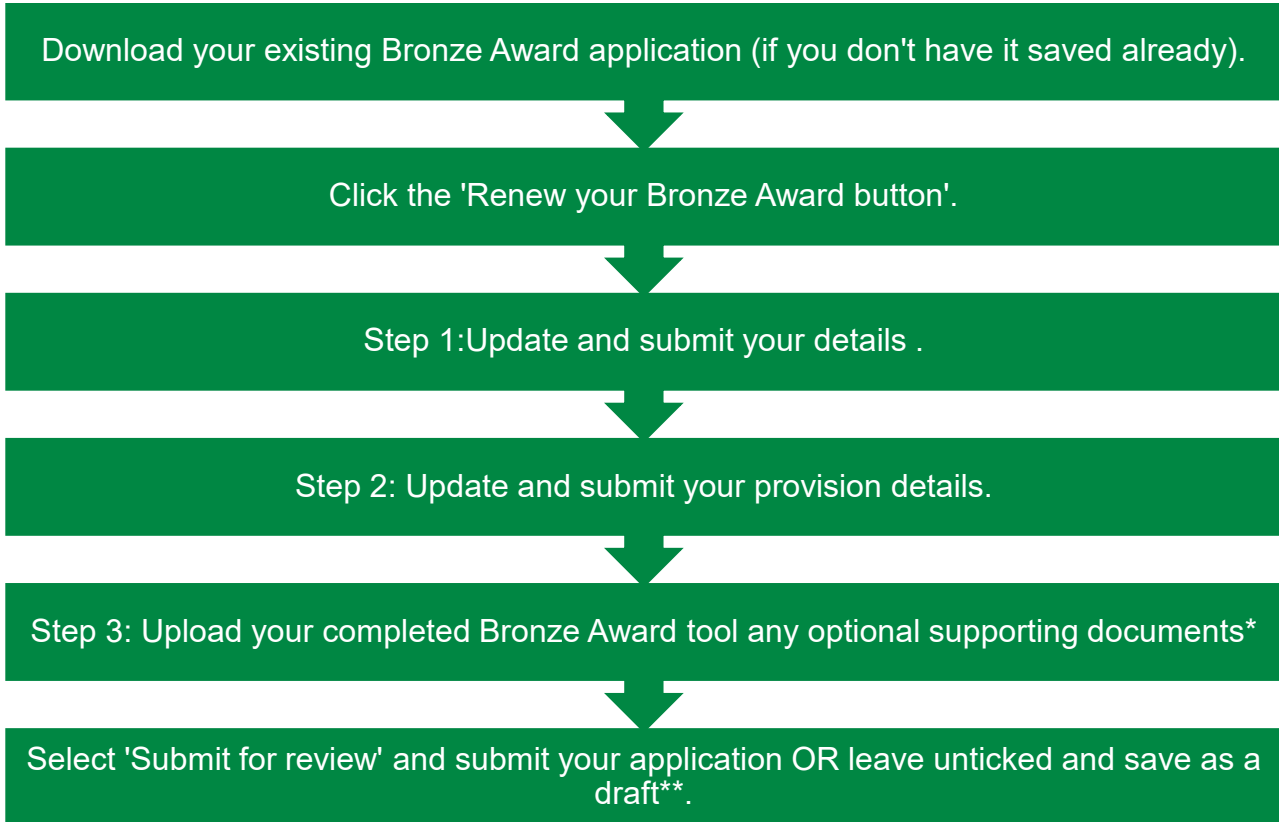 Download your existing Bronze Award application (if you don't have it saved already).
Click the 'Renew your Bronze Award button'.
Step 1:Update and submit your details .
Step 2: Update and submit your provision details.
Step 3: Upload your completed Bronze Award tool any optional supporting documents*
Select 'Submit for review' and submit your application OR leave unticked and save as a
draft**.